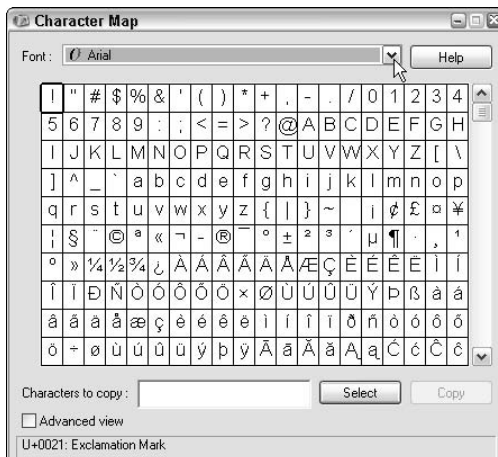 Character Map
Font : O Arial Help
! " # $ % & ' ( ) * + , - . / 0 1 2 3 4
5 6 7 8 9 : ; < = > ? @ A B C D E F G H
I J K L M N O P Q R S T U V W X Y Z [ \
] ^ _ ` a b c d e f g h i j k l m n o p
q r s t u v w x y z { | } ~ ¡ ¢ £ ¤ ¥
¦ § ¨ © ª « ¬ - ® ¯ ° ± ² ³ ´ µ ¶ · ¸ ¹
º » ¼ ½ ¾ ¿ À Á Â Ã Ä Å Æ Ç È É Ê Ë Ì Í
Î Ï Ð Ñ Ò Ó Ô Õ Ö × Ø Ù Ú Û Ü Ý Þ ß à á
â ã ä å æ ç è é ê ë ì í î ï ð ñ ò ó ô õ
ö ÷ ø ù ú û ü ý þ ÿ Ā ā Ă ă Ą ą Ć ć Ĉ ĉ
Characters to copy : Select Copy
Advanced view
U+0021: Exclamation Mark